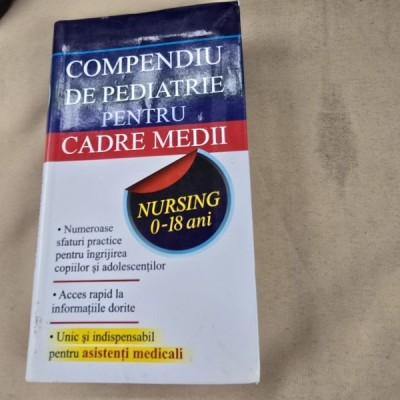 COMPENDIU
DE PEDIATRIE
PENTRU
CADRE MEDII
NURSING
0-18 ani
• Numeroase
sfaturi practice
pentru îngrijirea
copiilor și adolescenților
• Acces rapid la
informațiile dorite
• Unic și indispensabil
pentru asistenți medicali